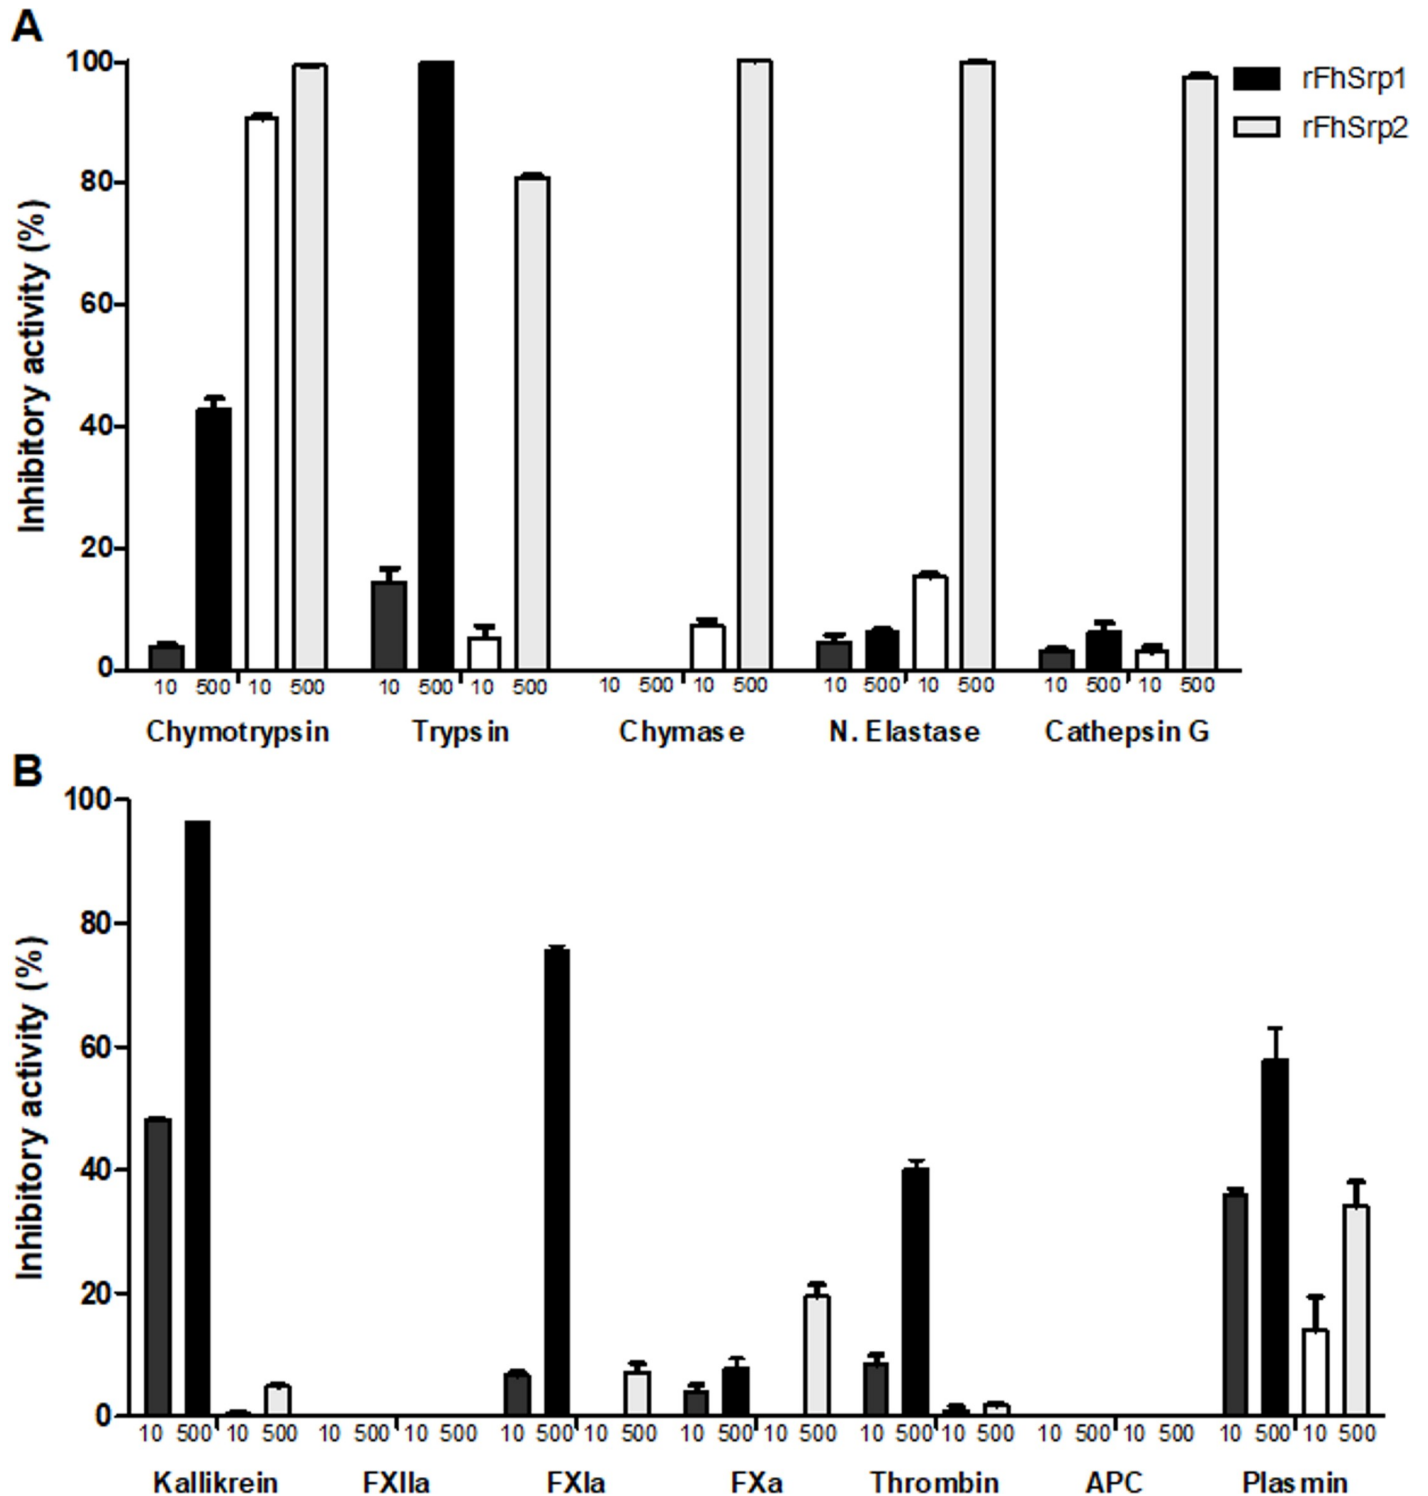 A
100
80
60
40
20
0
Inhibitory activity (%)
rFhSrp1
rFhSrp2
10 500 10 500 10 500 10 500 10 500 10 500 10 500 10 500 10 500 10 500
Chymotrypsin Trypsin Chymase N. Elastase Cathepsin G
B
100
80
60
40
20
0
Inhibitory activity (%)
10 500 10 500 10 500 10 500 10 500 10 500 10 500 10 500 10 500 10 500 10 500 10 500 10 500 10 500
Kallikrein FXIIa FXIa FXa Thrombin APC Plasmin